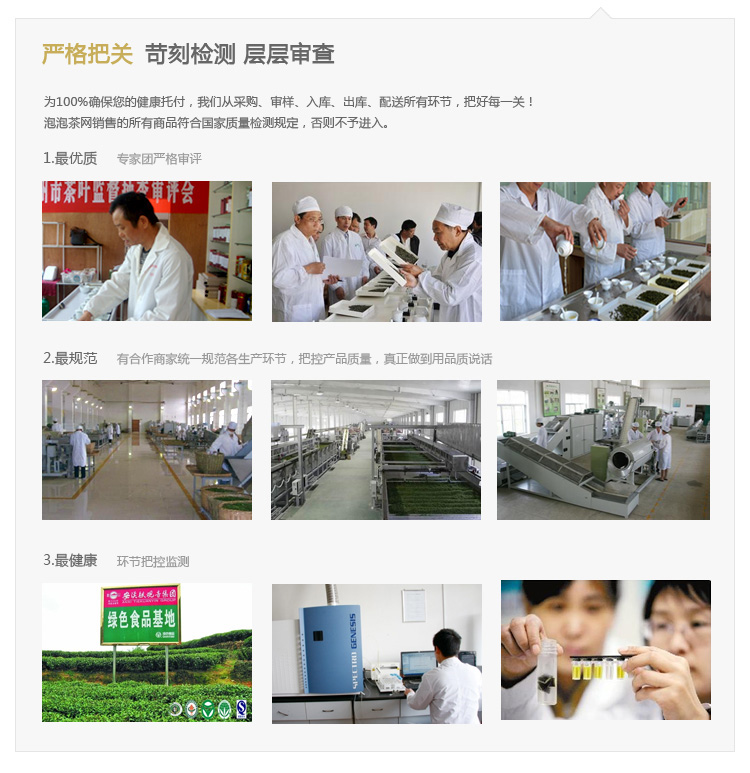 严格把关 苛刻检测 层层审查
为100%确保您的健康托付，我们从采购、审样、入库、出库、配送所有环节，把好每一关！
泡泡茶网销售的所有商品符合国家质量检测规定，否则不予进入。
1.最优质 专家团严格审评
州市茶叶监督抽查审评会
2.最规范 有合作商家统一规范各生产环节，把控产品质量，真正做到用品质说话
3.最健康 环节把控监测
安溪铁观音集团
绿色食品基地
SPECTRO GENESIS